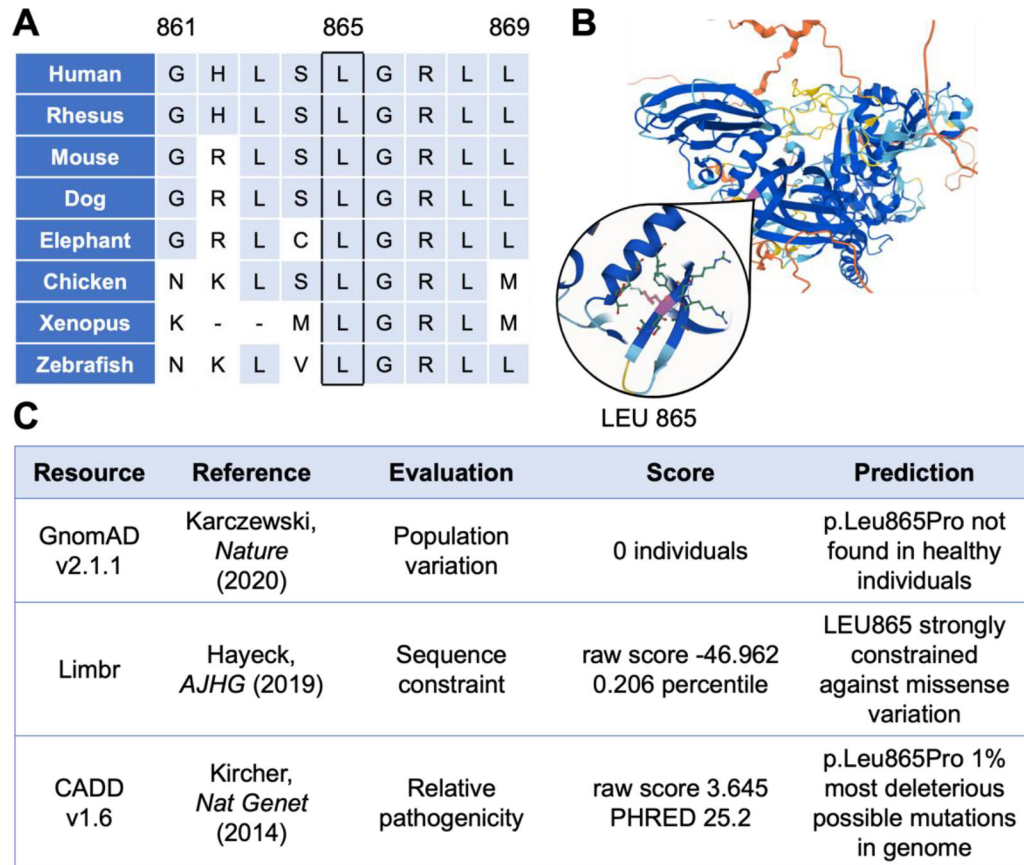 A
861 865 869
Human G H L S L G R L L
Rhesus G H L S L G R L L
Mouse G R L S L G R L L
Dog G R L S L G R L L
Elephant G R L C L G R L L
Chicken N K L S L G R L M
Xenopus K - - M L G R L M
Zebrafish N K L V L G R L L
B
LEU 865
C
Resource Reference Evaluation Score Prediction
GnomAD
v2.1.1
Karczewski,
Nature
(2020)
Population
variation
0 individuals
p.Leu865Pro not
found in healthy
individuals
Limbr
Hayeck,
AJHG (2019)
Sequence
constraint
raw score -46.962
0.206 percentile
LEU865 strongly
constrained
against missense
variation
CADD
v1.6
Kircher,
Nat Genet
(2014)
Relative
pathogenicity
raw score 3.645
PHRED 25.2
p.Leu865Pro 1%
most deleterious
possible mutations
in genome